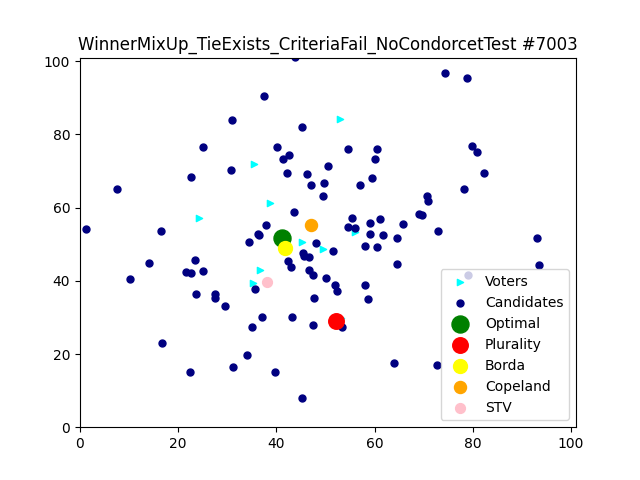 WinnerMixUp_TieExists_CriteriaFail_NoCondorcetTest #7003
100
80
60
40
20
0
0 20 40 60 80 100
Voters
Candidates
Optimal
Plurality
Borda
Copeland
STV